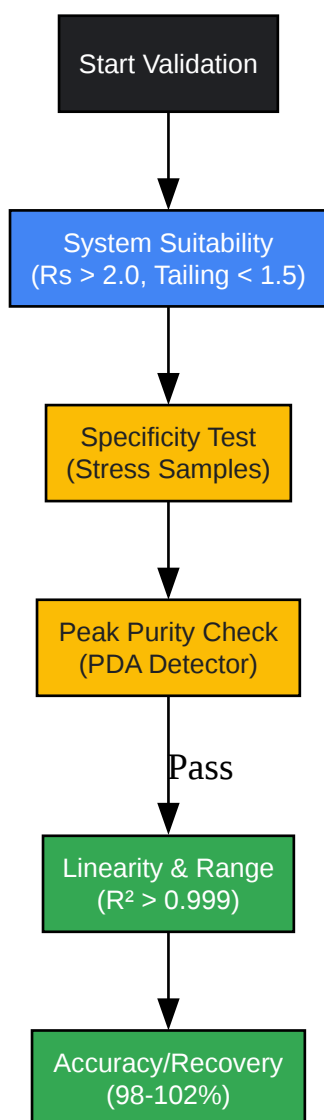 Start Validation
System Suitability
(Rs > 2.0, Tailing < 1.5)
Specificity Test
(Stress Samples)
Peak Purity Check
(PDA Detector)
Pass
Linearity & Range
(R² > 0.999)
Accuracy/Recovery
(98-102%)